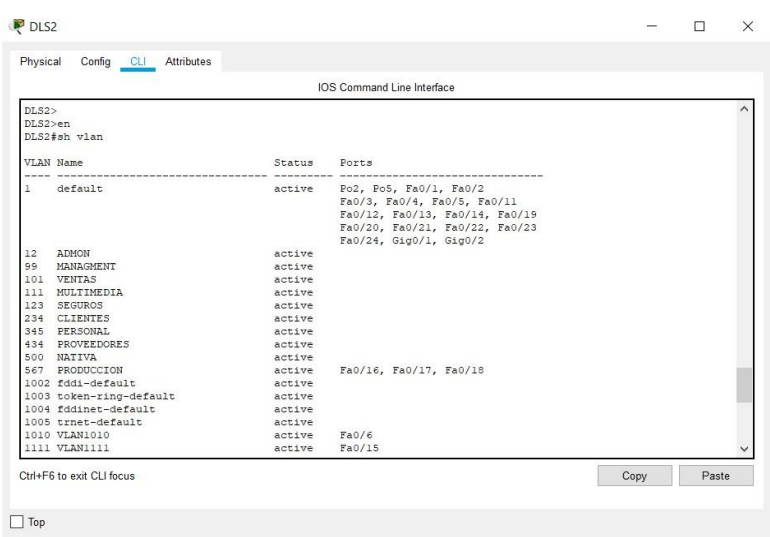 DLS2
Physical Config CLI Attributes
IOS Command Line Interface
DLS2>
DLS2>en
DLS2#sh vlan
VLAN Name Status Ports
---- -------------------------------- --------- -------------------------------
1 default active Po2, Po5, Fa0/1, Fa0/2
Fa0/3, Fa0/4, Fa0/5, Fa0/11
Fa0/12, Fa0/13, Fa0/14, Fa0/19
Fa0/20, Fa0/21, Fa0/22, Fa0/23
Fa0/24, Gig0/1, Gig0/2
12 ADMON active
99 MANAGMENT active
101 VENTAS active
111 MULTIMEDIA active
123 SEGUROS active
234 CLIENTES active
345 PERSONAL active
434 PROVEEDORES active
500 NATIVA active
567 PRODUCCION active Fa0/16, Fa0/17, Fa0/18
1002 fddi-default active
1003 token-ring-default active
1004 fddinet-default active
1005 trnet-default active
1010 VLAN1010 active Fa0/6
1111 VLAN1111 active Fa0/15
Ctrl+F6 to exit CLI focus
Copy Paste
Top